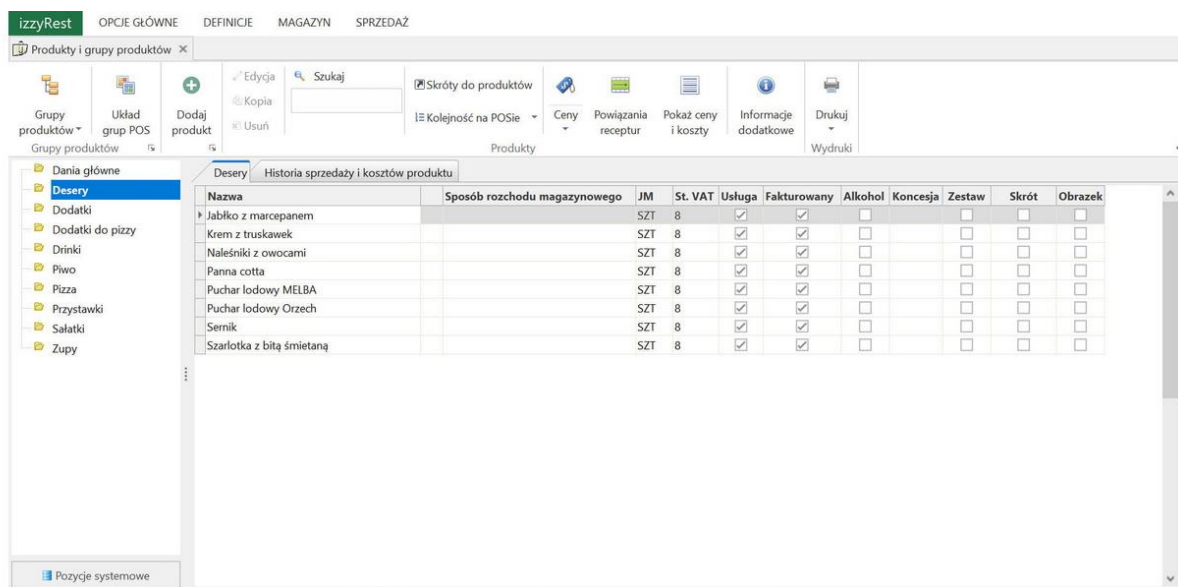 izzyRest OPCJE GŁÓWNE DEFINICJE MAGAZYN SPRZEDAŻ
Produkty i grupy produktów
Grupy produktów
Układ grup POS
Dodaj produkt
Edycja
Kopia
Usuń
Szukaj
Skróty do produktów
Kolejność na POSie
Ceny
Powiązania receptur
Pokaż ceny i koszty
Informacje dodatkowe
Drukuj
Grupy produktów Produkty Wydruki
Dania główne
Desery
Dodatki
Dodatki do pizzy
Drinki
Piwo
Pizza
Przystawki
Sałatki
Zupy
Pozycje systemowe
Desery Historia sprzedaży i kosztów produktu
Nazwa Sposób rozchodu magazynowego JM St. VAT Usługa Fakturowany Alkohol Koncesja Zestaw Skrót Obrazek
Jabłko z marcepanem SZT 8
Krem z truskawek SZT 8
Naleśniki z owocami SZT 8
Panna cotta SZT 8
Puchar lodowy MELBA SZT 8
Puchar lodowy Orzech SZT 8
Sernik SZT 8
Szarlotka z bitą śmietaną SZT 8